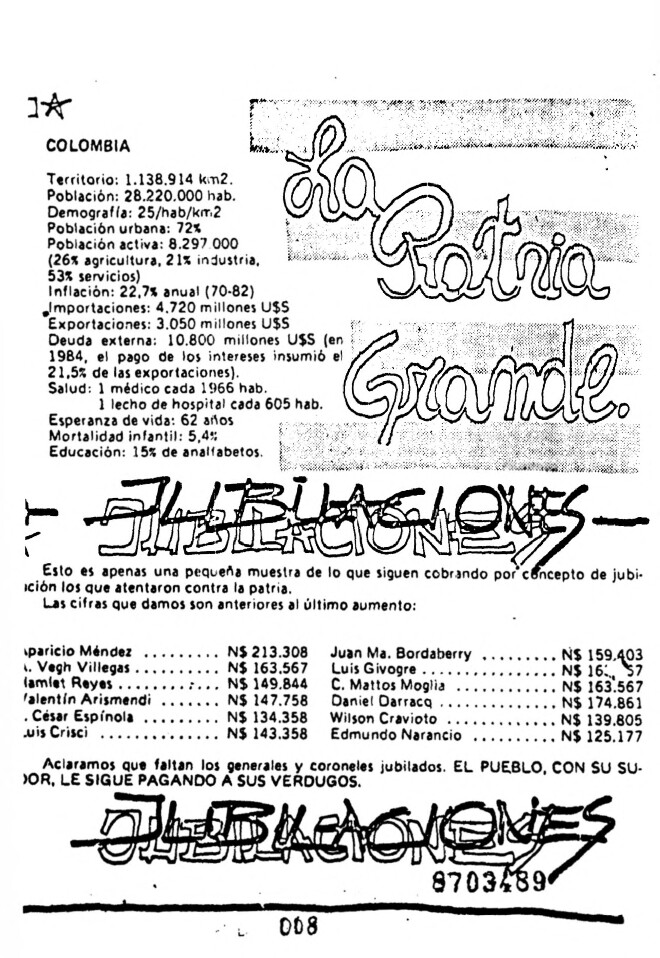 COLOMBIA
Territorio: 1.138.914 km2.
Población: 28.220.000 hab.
Demografía: 25/hab/km2
Población urbana: 72%
Población activa: 8.297.000
(26% agricultura, 21% industria,
53% servicios)
Inflación: 22,7% anual (70-82)
Importaciones: 4.720 millones U$S
Exportaciones: 3.050 millones U$S
Deuda externa: 10.800 millones U$S (en
1984, el pago de los intereses insumió el
21,5% de las exportaciones).
Salud: 1 médico cada 1966 hab.
1 lecho de hospital cada 605 hab.
Esperanza de vida: 62 años
Mortalidad infantil: 5,4%
Educación: 15% de analfabetos.
La
Patria
Grande.
JUBILACIONES
Esto es apenas una pequeña muestra de lo que siguen cobrando por concepto de jubi-
ción los que atentaron contra la patria.
Las cifras que damos son anteriores al último aumento:
paricio Méndez ......... N$ 213.308
. Vegh Villegas ......... N$ 163.567
Hamlet Reyes ......... N$ 149.844
Valentín Arismendi ....... N$ 147.758
. César Espínola ......... N$ 134.358
uis Crisci ......... N$ 143.358
Juan Ma. Bordaberry ........ N$ 159.403
Luis Givogre ............. N$
C. Mattos Moglia .......... N$ 163.567
Daniel Darracq ............ N$ 174.861
Wilson Cravioto ........... N$ 139.805
Edmundo Narancio ......... N$ 125.177
Aclaramos que faltan los generales y coroneles jubilados. EL PUEBLO, CON SU SU-
DOR, LE SIGUE PAGANDO A SUS VERDUGOS.
JUBILACIONES
8703489
008